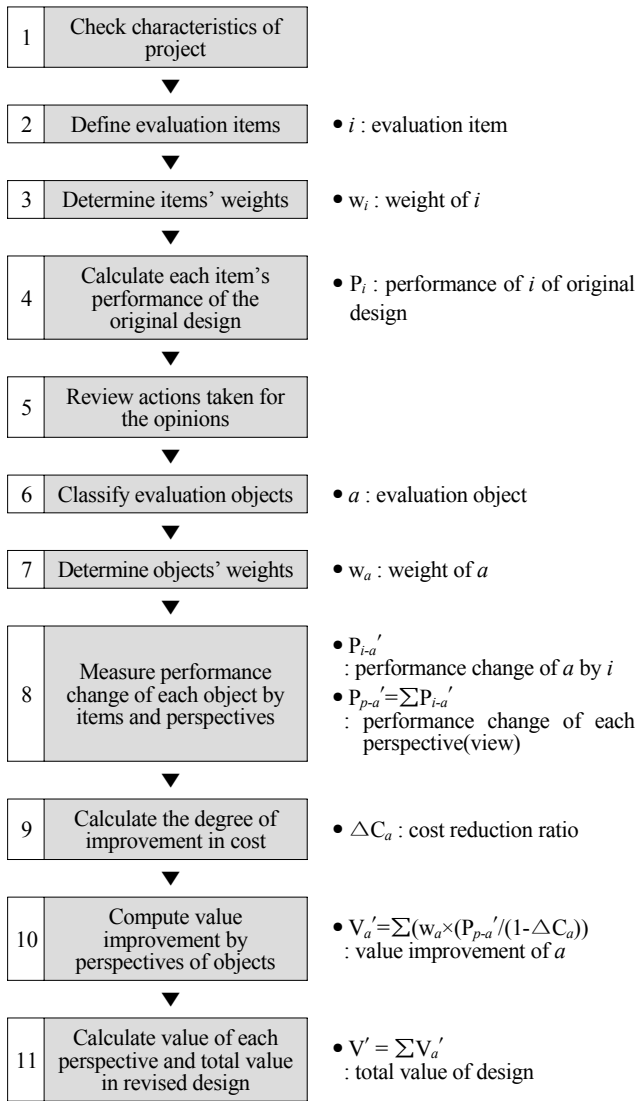 1
Check characteristics of
project
▼
2
Define evaluation items
• i : evaluation item
▼
3
Determine items’ weights
• wᵢ : weight of i
▼
4
Calculate each item’s
performance of the
original design
• Pᵢ : performance of i of original
design
▼
5
Review actions taken for
the opinions
▼
6
Classify evaluation objects
• a : evaluation object
▼
7
Determine objects’ weights
• wₐ : weight of a
▼
8
Measure performance
change of each object by
items and perspectives
• P_{i-a}′
: performance change of a by i
• P_{p-a}′=∑P_{i-a}′
: performance change of each
perspective(view)
▼
9
Calculate the degree of
improvement in cost
• △Cₐ : cost reduction ratio
▼
10
Compute value
improvement by
perspectives of objects
• Vₐ′=∑(wₐ×(P_{p-a}′/(1-△Cₐ))
: value improvement of a
▼
11
Calculate value of each
perspective and total value
in revised design
• V′ = ∑Vₐ′
: total value of design